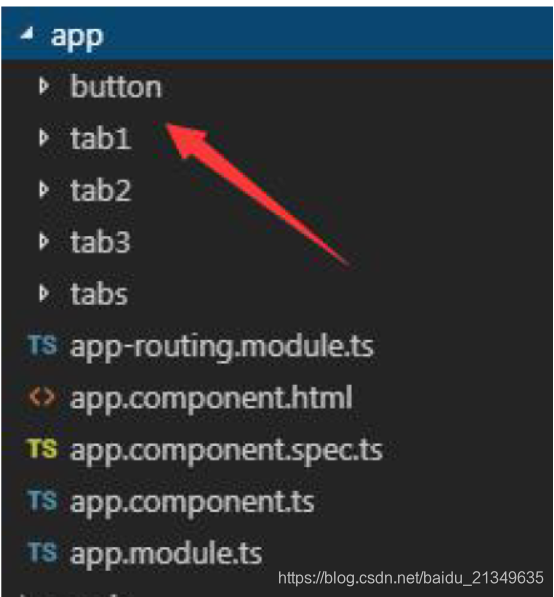 app
button
tab1
tab2
tab3
tabs
TS app-routing.module.ts
<> app.component.html
TS app.component.spec.ts
TS app.component.ts
TS app.module.ts
https://blog.csdn.net/baidu_21349635